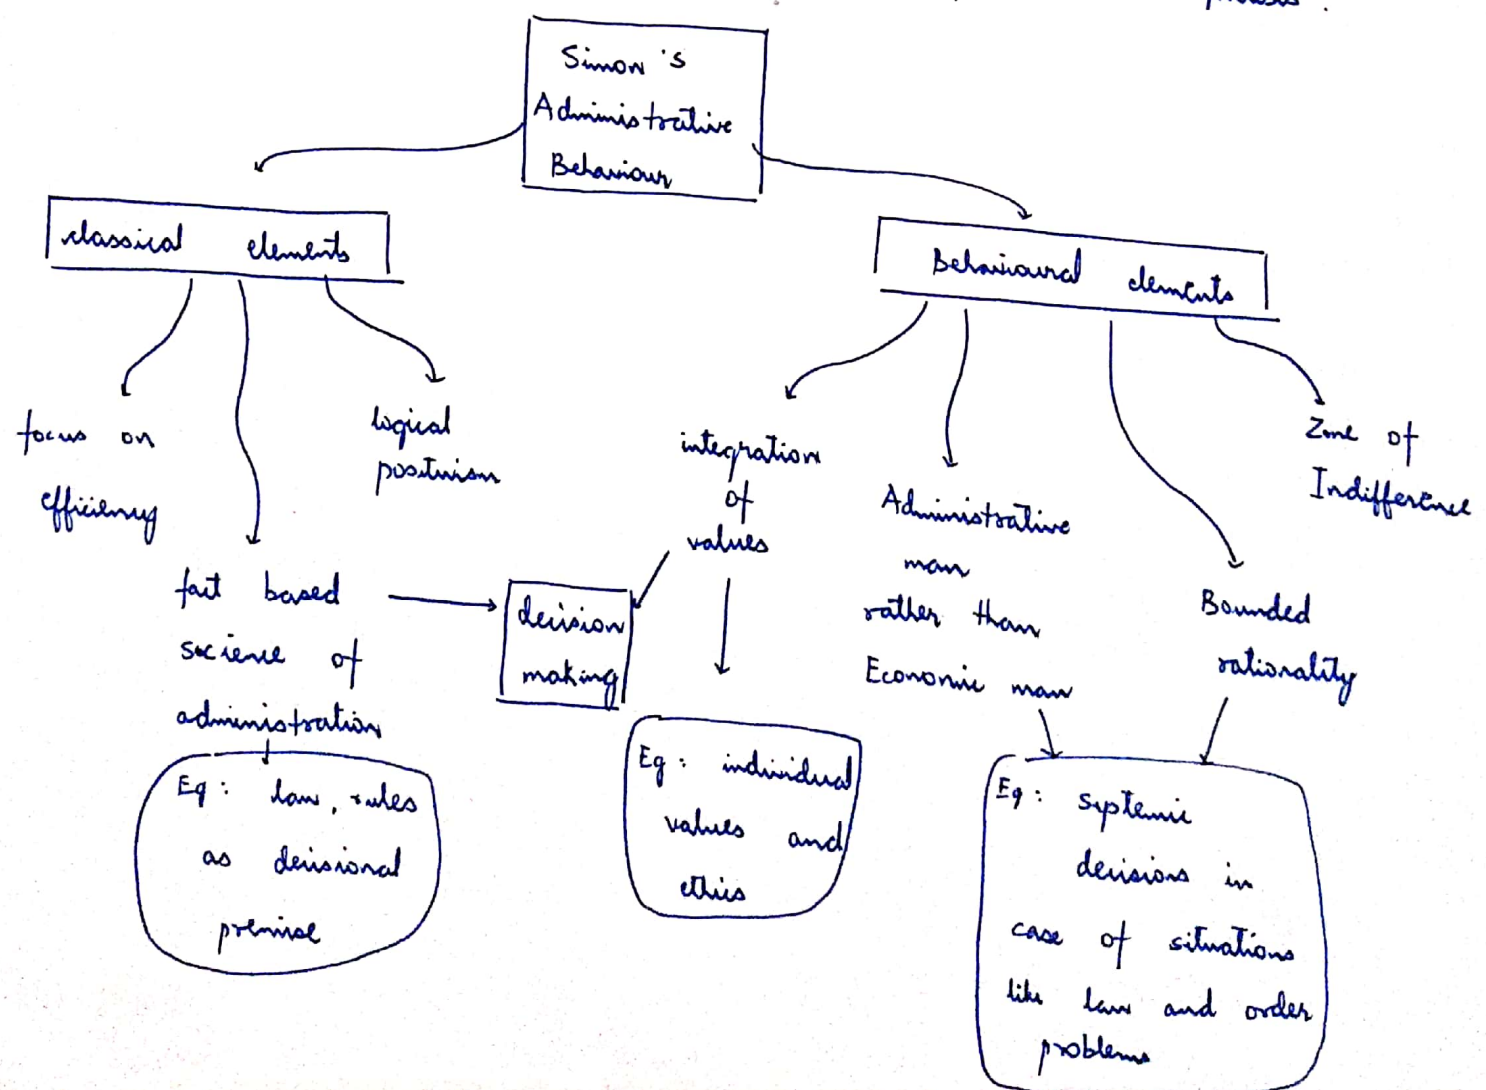 Simon's
Administrative
Behaviour
classical elements
Behavioural elements
focus on
efficiency
logical
positivism
integration
of
values
Administrative
man
rather than
Economic man
Zone of
Indifference
Bounded
rationality
fact based
science of
administration
decision
making
Eg: law, rules
as decisional
premise
Eg: individual
values and
ethics
Eg: systemic
decisions in
case of situations
like law and order
problems